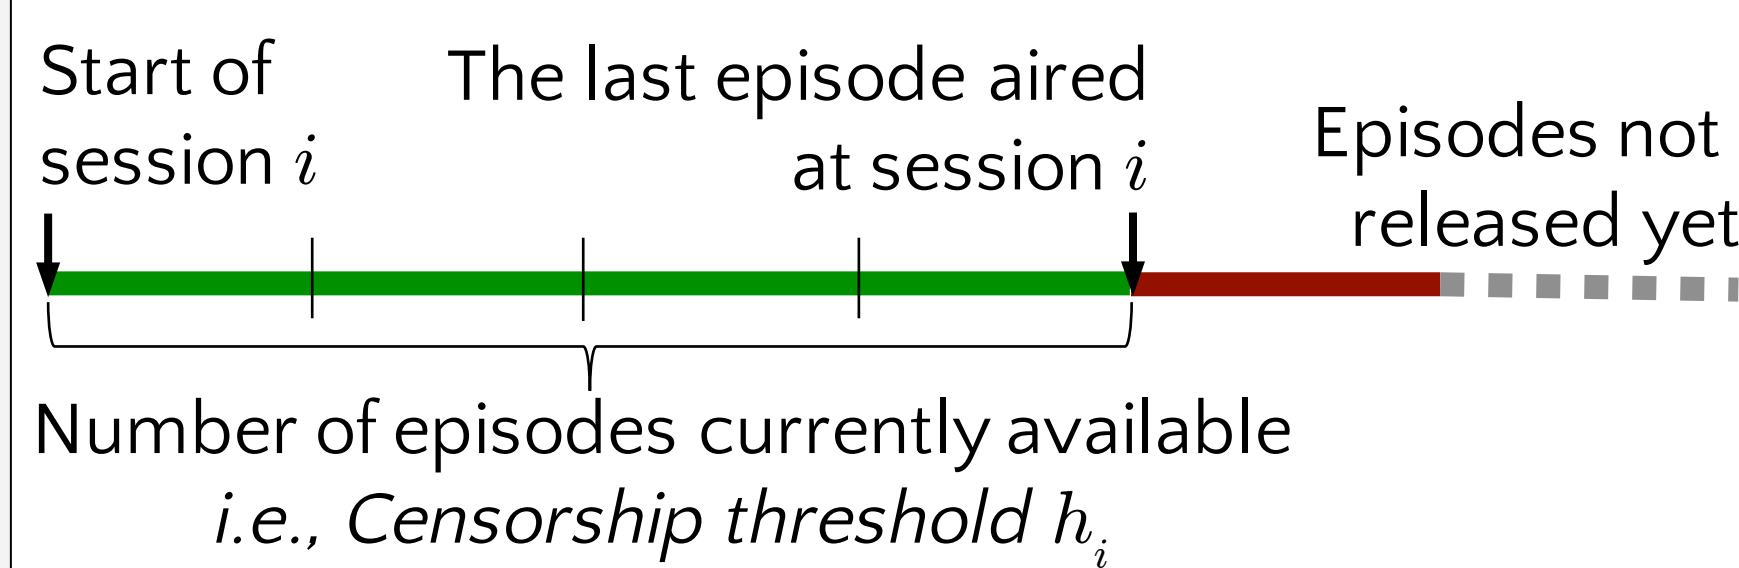 Start of
session i
The last episode aired
at session i
Episodes not
released yet
Number of episodes currently available
i.e., Censorship threshold hᵢ